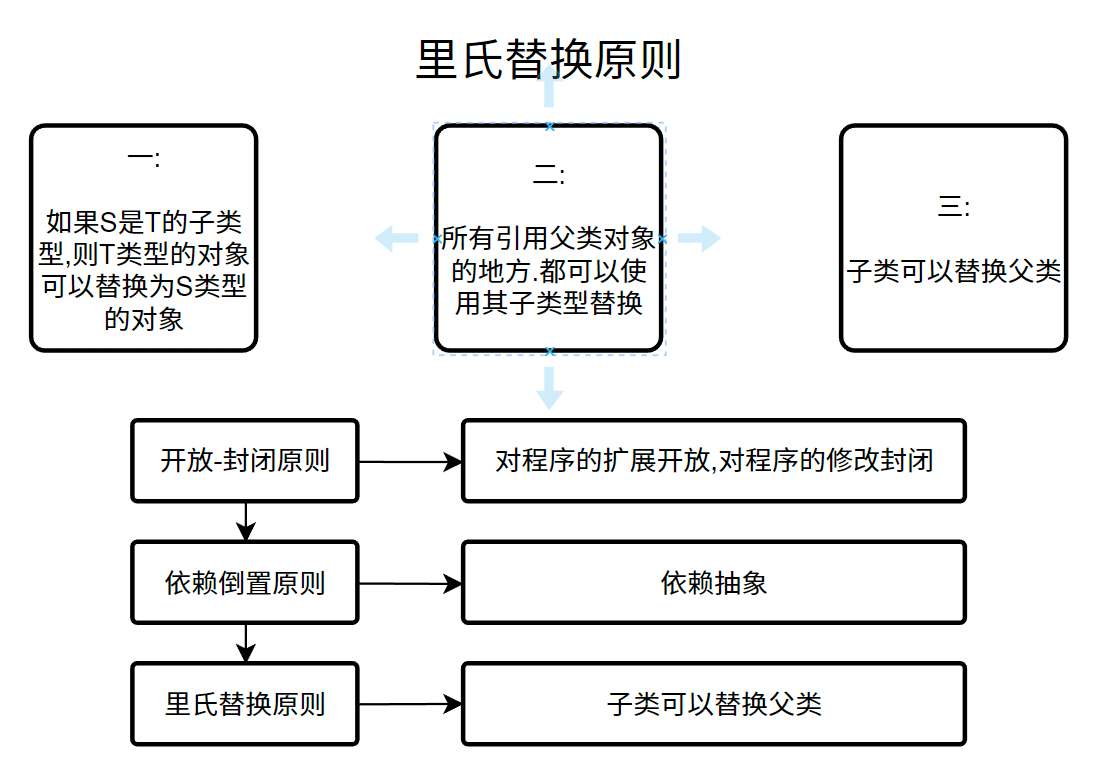 里氏替换原则
一:
如果S是T的子类
型,则T类型的对象
可以替换为S类型
的对象
二:
所有引用父类对象
的地方.都可以使
用其子类型替换
三:
子类可以替换父类
开放-封闭原则
对程序的扩展开放,对程序的修改封闭
依赖倒置原则
依赖抽象
里氏替换原则
子类可以替换父类